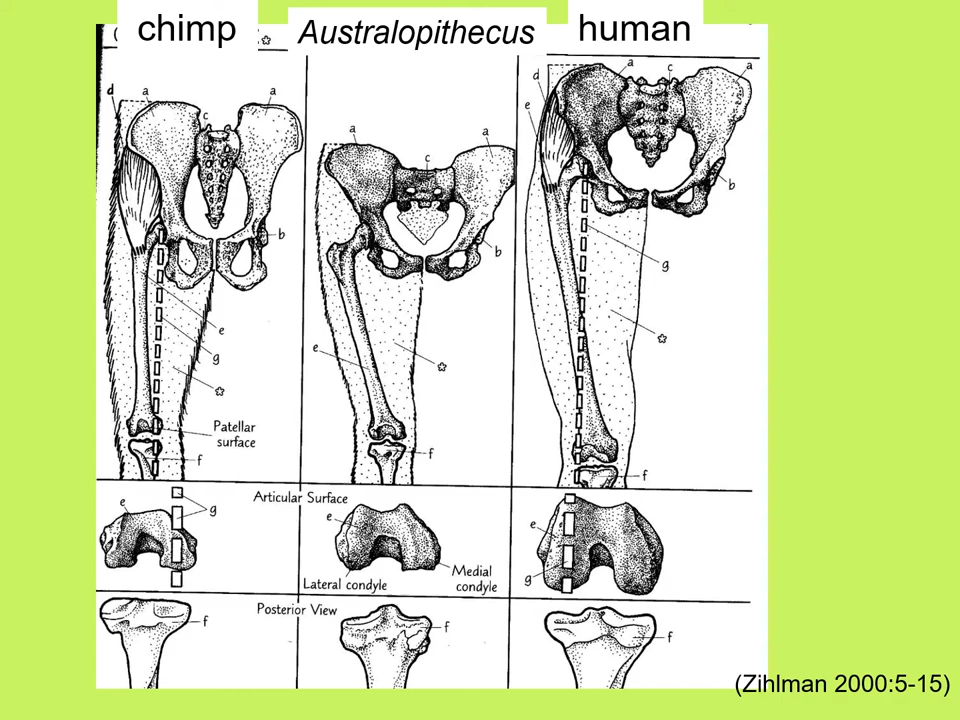 chimp
Australopithecus
human
d
a
c
a
b
e
g
Patellar
surface
f
a
c
a
b
e
f
d
a
c
a
e
b
g
f
Articular Surface
e
g
e
Lateral condyle
Medial
condyle
e
g
Posterior View
f
f
f
(Zihlman 2000:5-15)